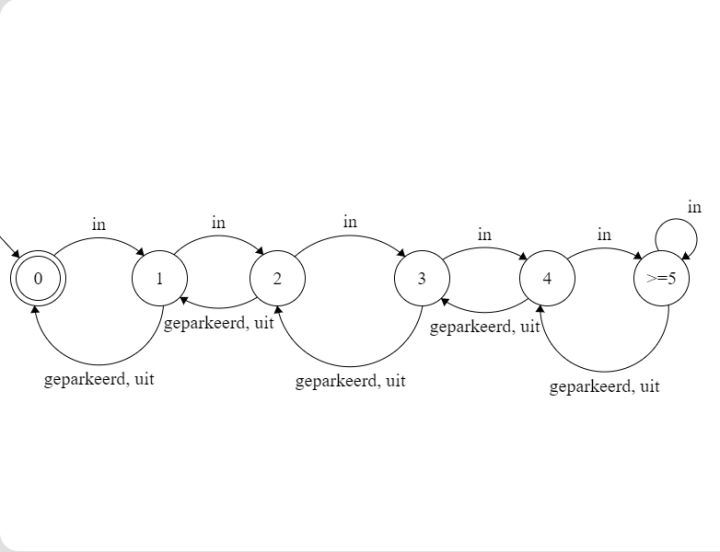 in
in
in
in
in
in
0
1
2
3
4
>=5
geparkeerd, uit
geparkeerd, uit
geparkeerd, uit
geparkeerd, uit
geparkeerd, uit